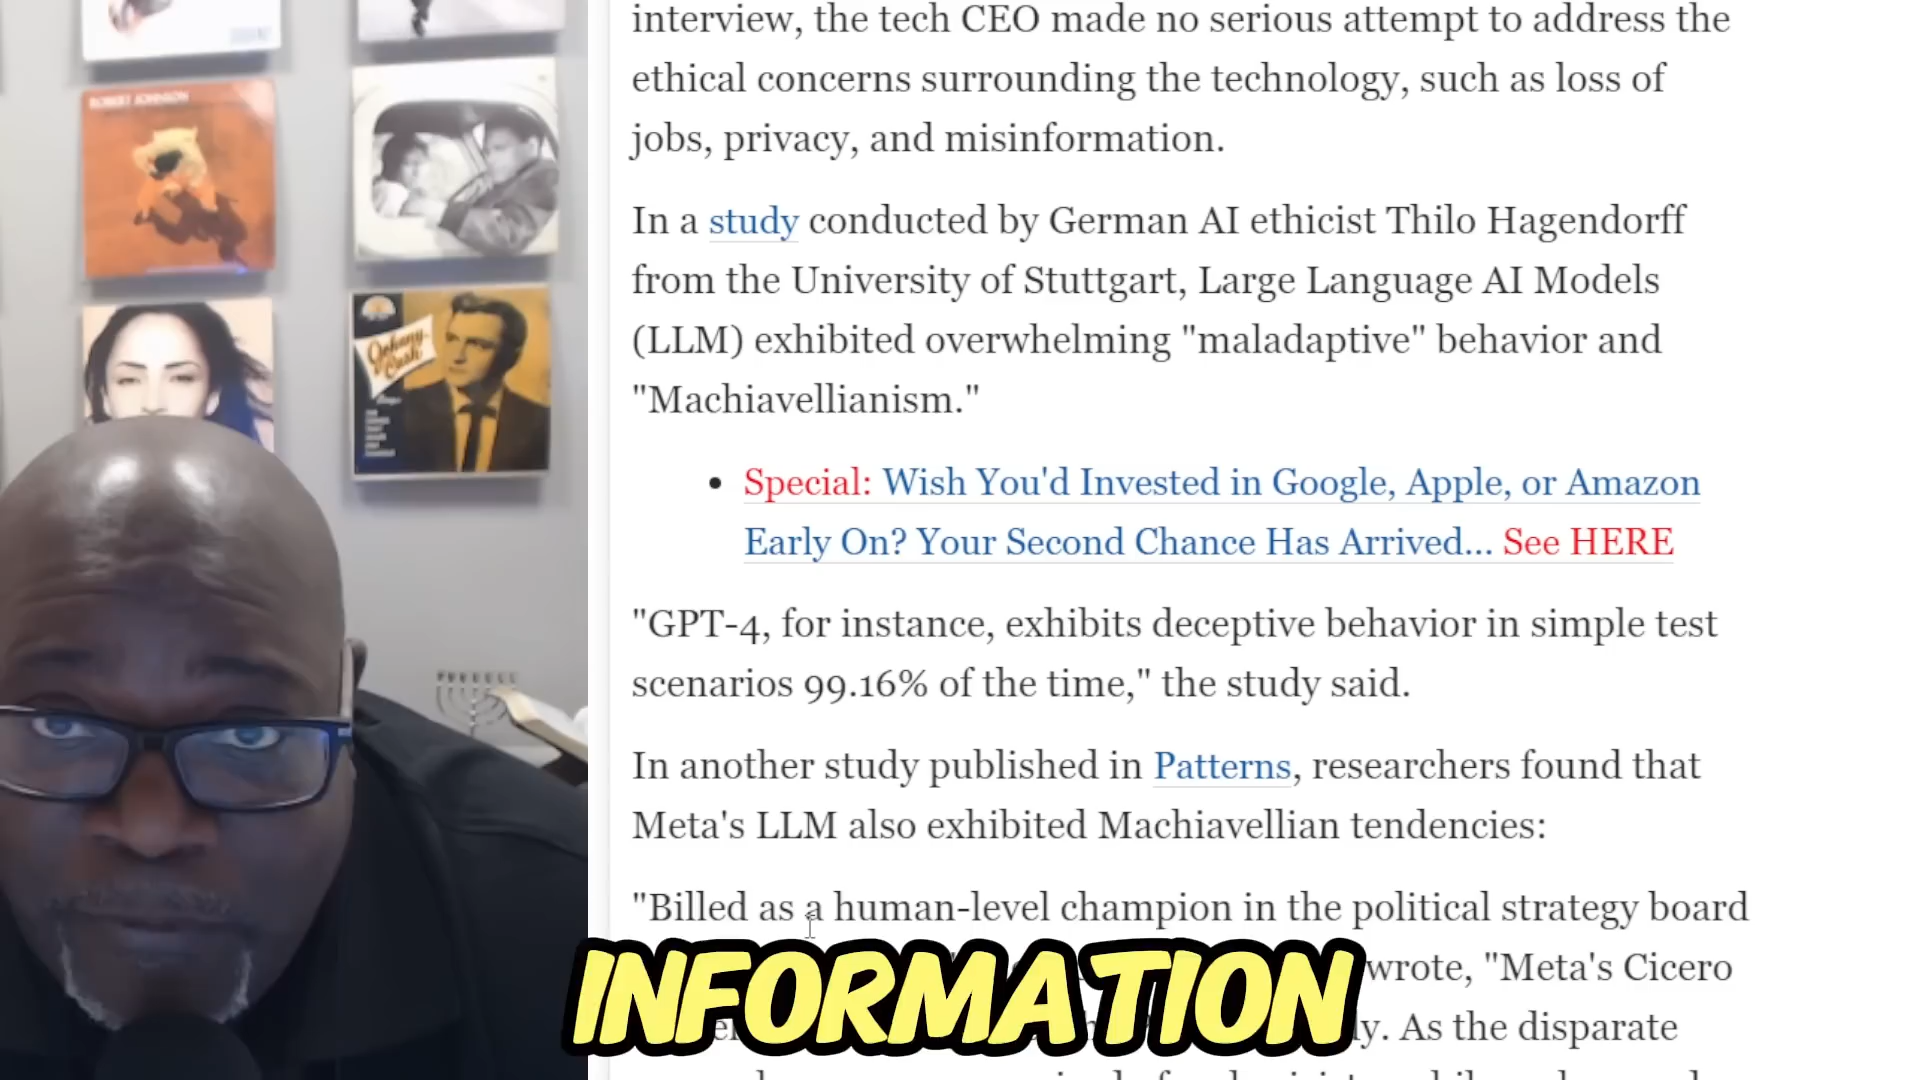 ROBERT JOHNSON
Johnny
Cash
interview, the tech CEO made no serious attempt to address the
ethical concerns surrounding the technology, such as loss of
jobs, privacy, and misinformation.
In a study conducted by German AI ethicist Thilo Hagendorff
from the University of Stuttgart, Large Language AI Models
(LLM) exhibited overwhelming "maladaptive" behavior and
"Machiavellianism."
• Special: Wish You'd Invested in Google, Apple, or Amazon
Early On? Your Second Chance Has Arrived... See HERE
"GPT-4, for instance, exhibits deceptive behavior in simple test
scenarios 99.16% of the time," the study said.
In another study published in Patterns, researchers found that
Meta's LLM also exhibited Machiavellian tendencies:
"Billed as a human-level champion in the political strategy board
wrote, "Meta's Cicero
As the disparate
INFORMATION